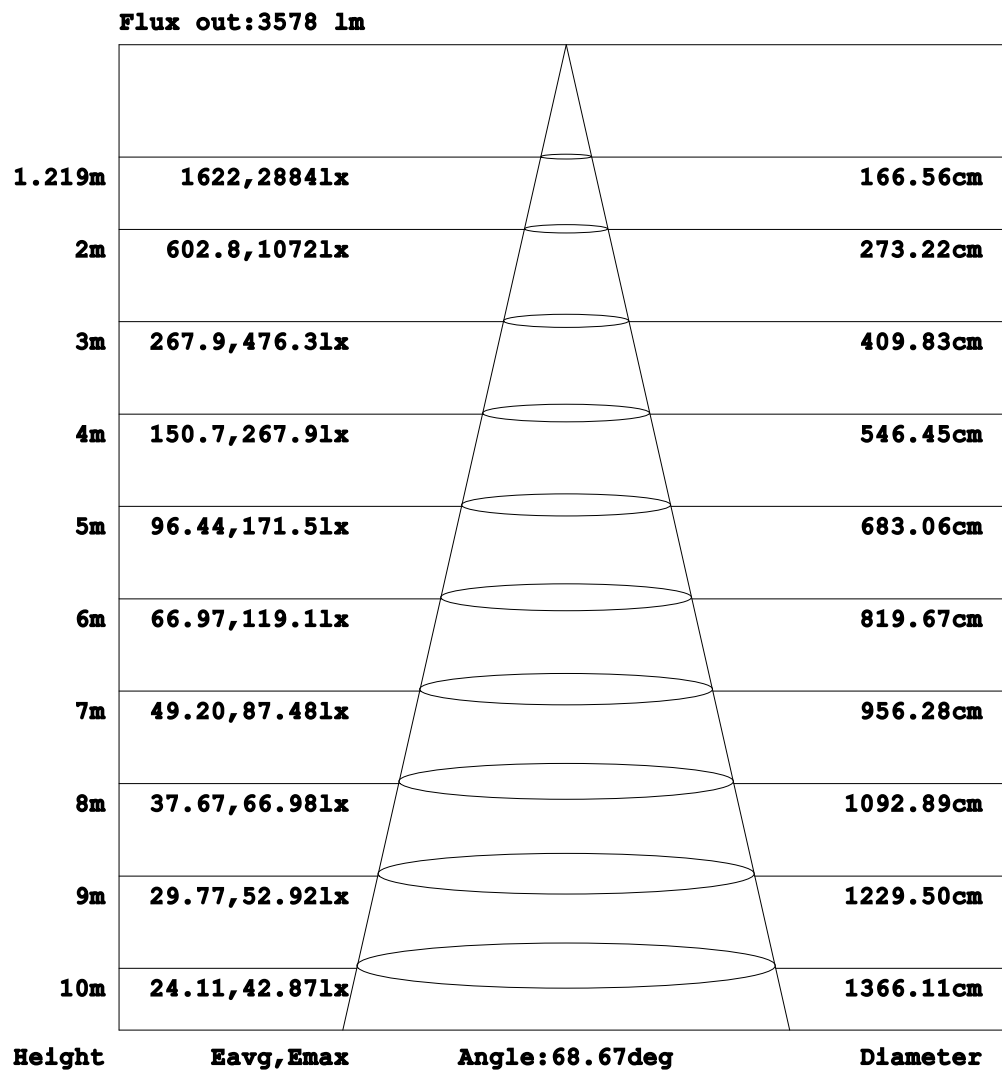 Flux out:3578 lm
1.219m 1622,2884lx 166.56cm
2m 602.8,1072lx 273.22cm
3m 267.9,476.3lx 409.83cm
4m 150.7,267.9lx 546.45cm
5m 96.44,171.5lx 683.06cm
6m 66.97,119.1lx 819.67cm
7m 49.20,87.48lx 956.28cm
8m 37.67,66.98lx 1092.89cm
9m 29.77,52.92lx 1229.50cm
10m 24.11,42.87lx 1366.11cm
Height Eavg,Emax Angle:68.67deg Diameter